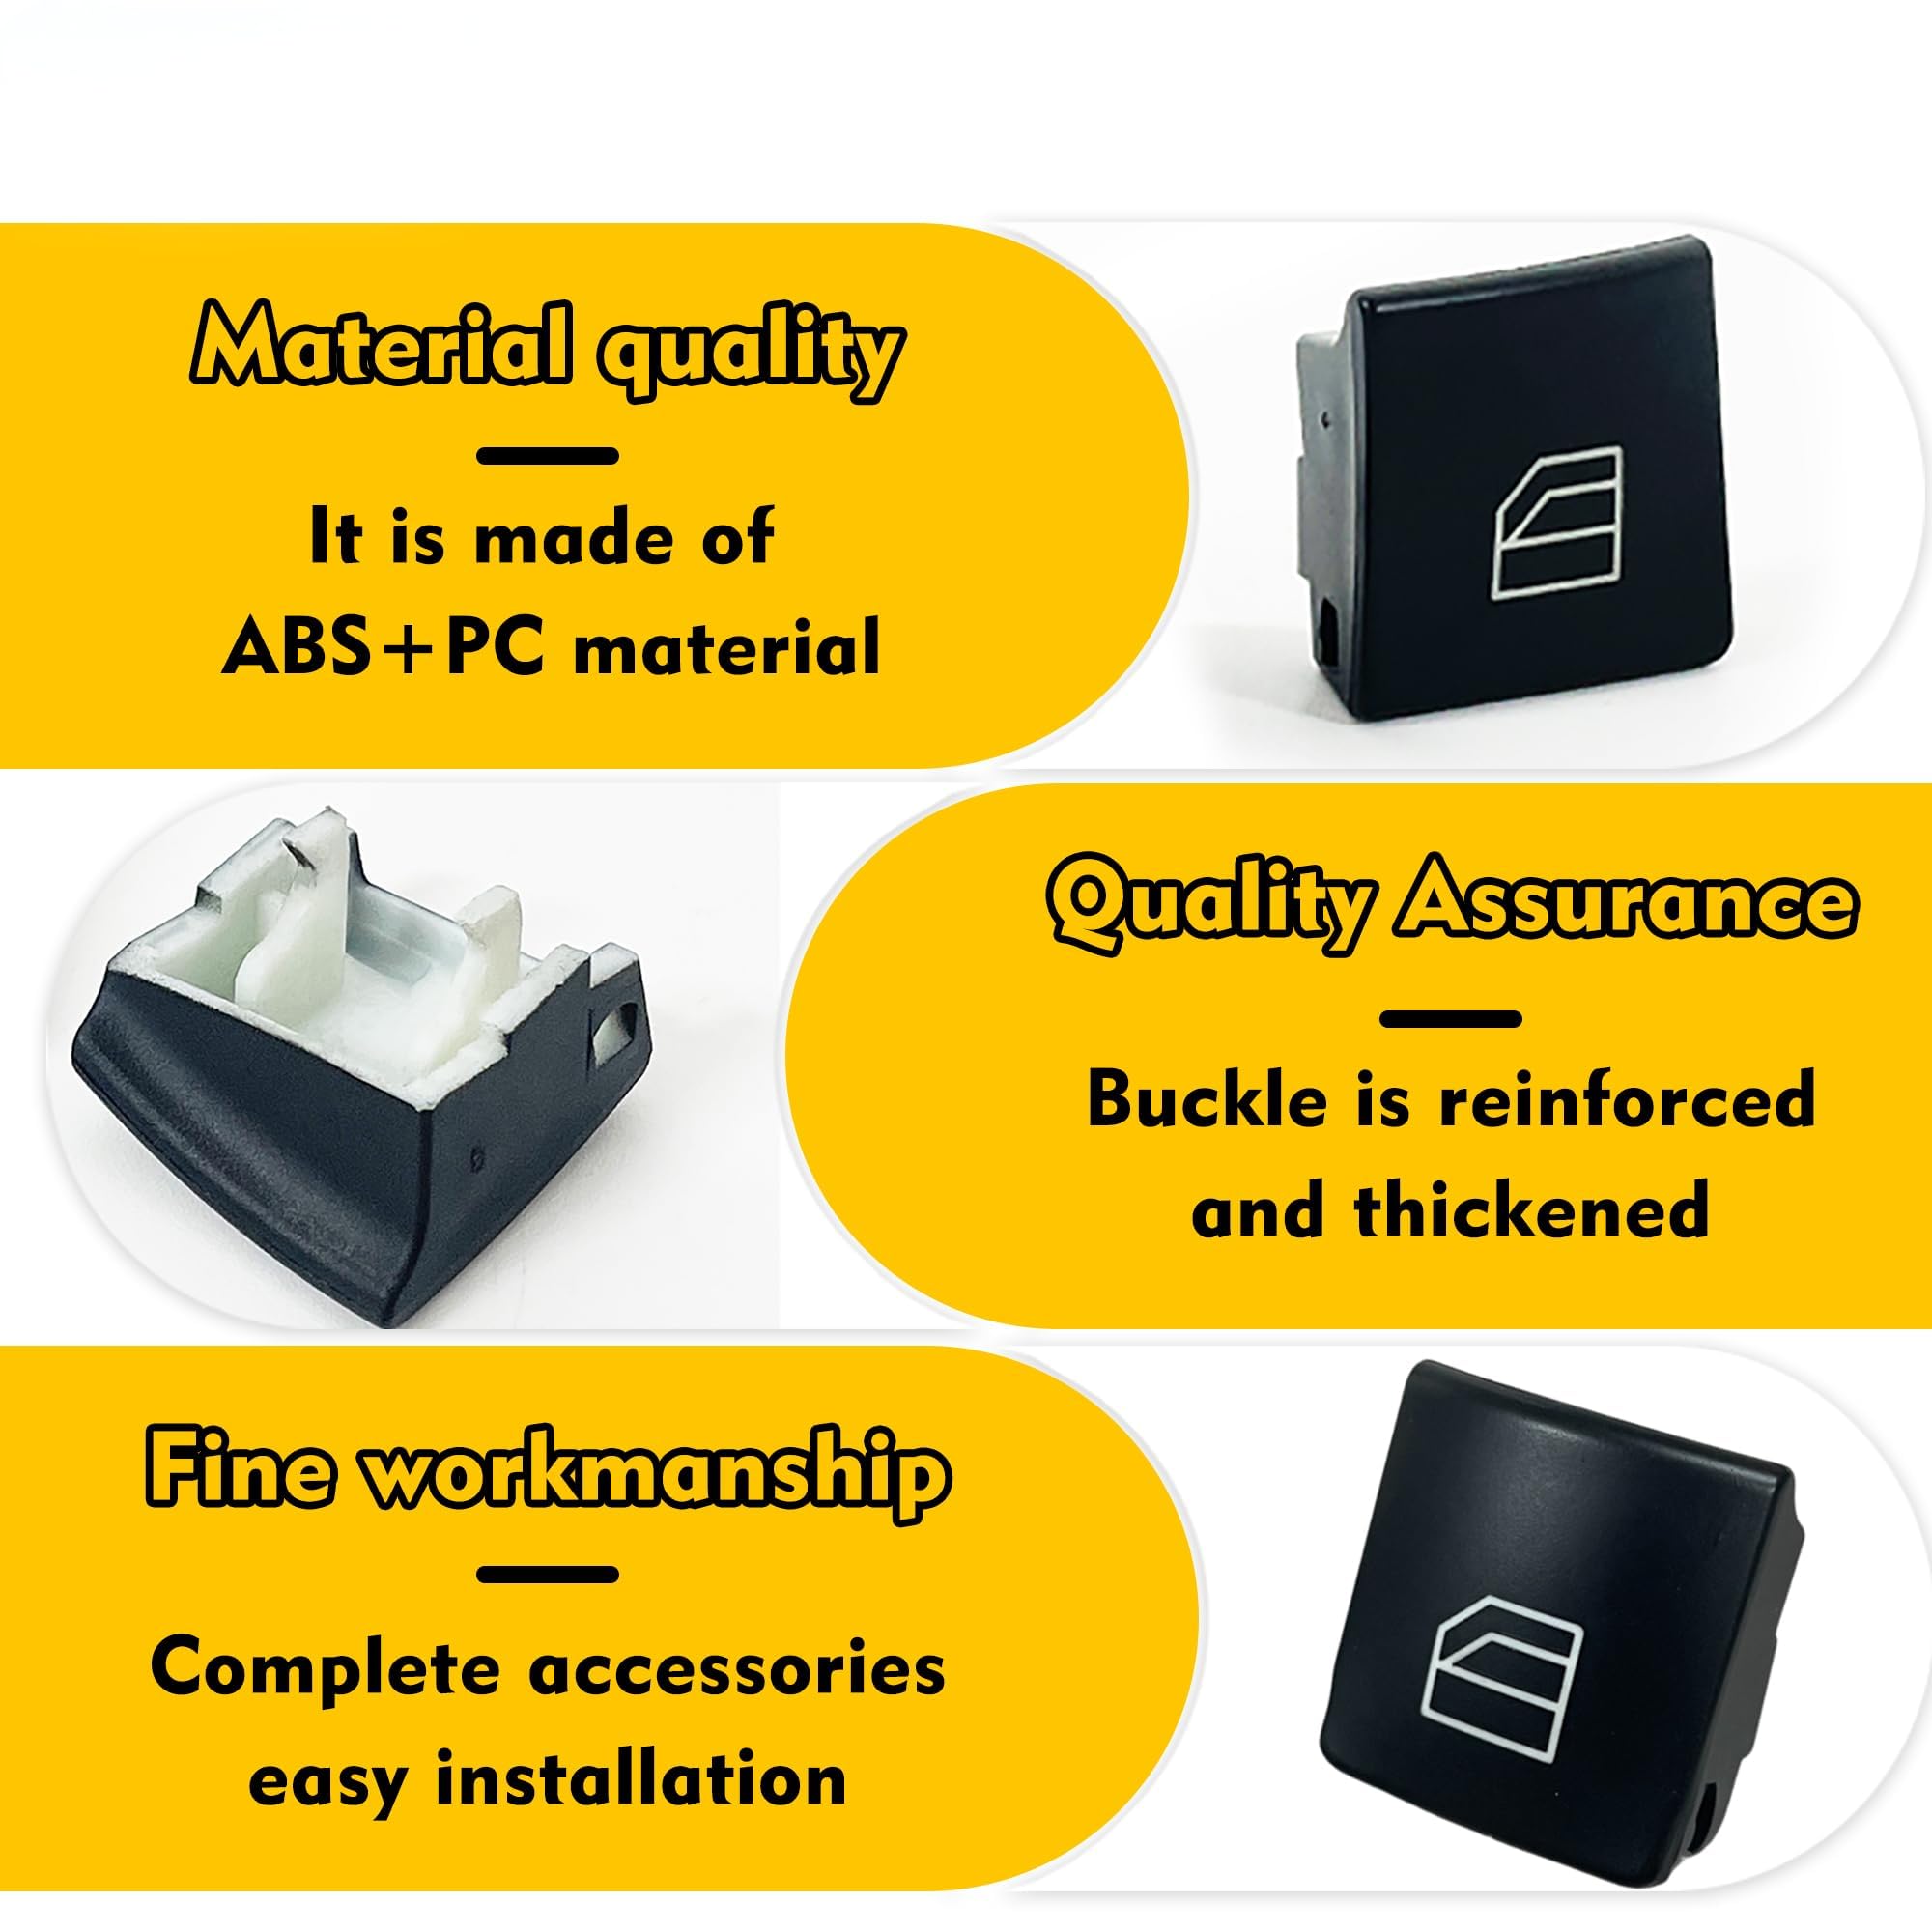 Material quality
It is made of
ABS+PC material
Quality Assurance
Buckle is reinforced
and thickened
Fine workmanship
Complete accessories
easy installation